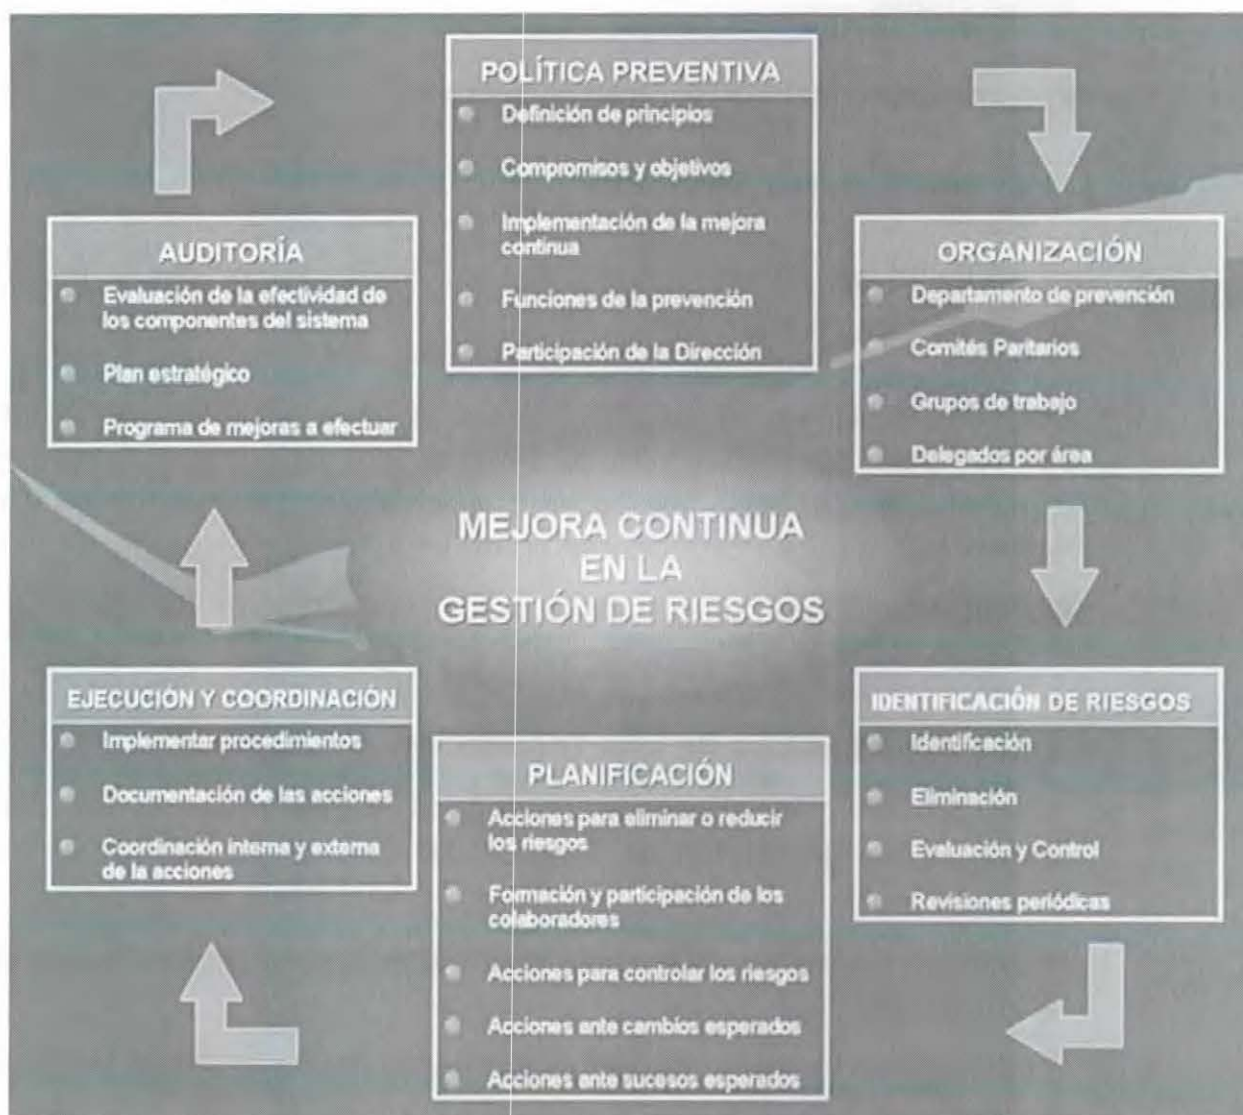 POLÍTICA PREVENTIVA
Definición de principios
Compromisos y objetivos
Implementación de la mejora
continua
Funciones de la prevención
Participación de la Dirección
ORGANIZACIÓN
Departamento de prevención
Comités Paritarios
Grupos de trabajo
Delegados por área
IDENTIFICACIÓN DE RIESGOS
Identificación
Eliminación
Evaluación y Control
Revisiones periódicas
PLANIFICACIÓN
Acciones para eliminar o reducir
los riesgos
Formación y participación de los
colaboradores
Acciones para controlar los riesgos
Acciones ante cambios esperados
Acciones ante sucesos esperados
EJECUCIÓN Y COORDINACIÓN
Implementar procedimientos
Documentación de las acciones
Coordinación interna y externa
de la acciones
AUDITORÍA
Evaluación de la efectividad de
los componentes del sistema
Plan estratégico
Programa de mejoras a efectuar
MEJORA CONTINUA
EN LA
GESTIÓN DE RIESGOS